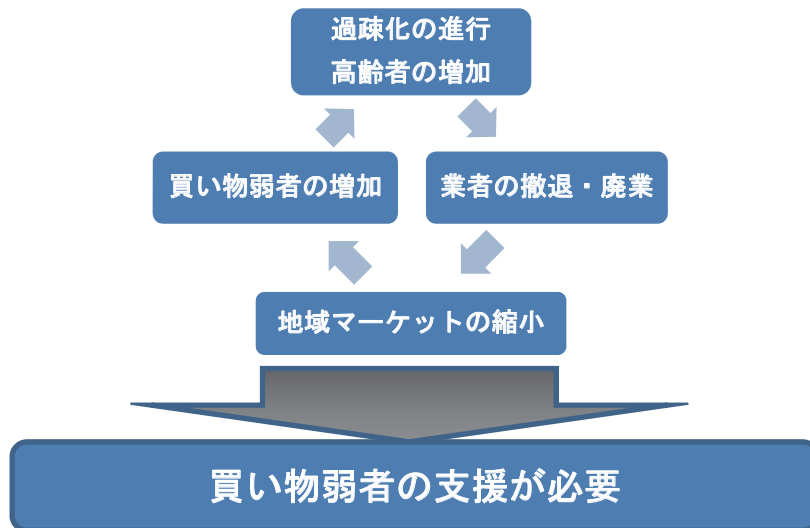 過疎化の進行
高齢者の増加
買い物弱者の増加
業者の撤退・廃業
地域マーケットの縮小
買い物弱者の支援が必要